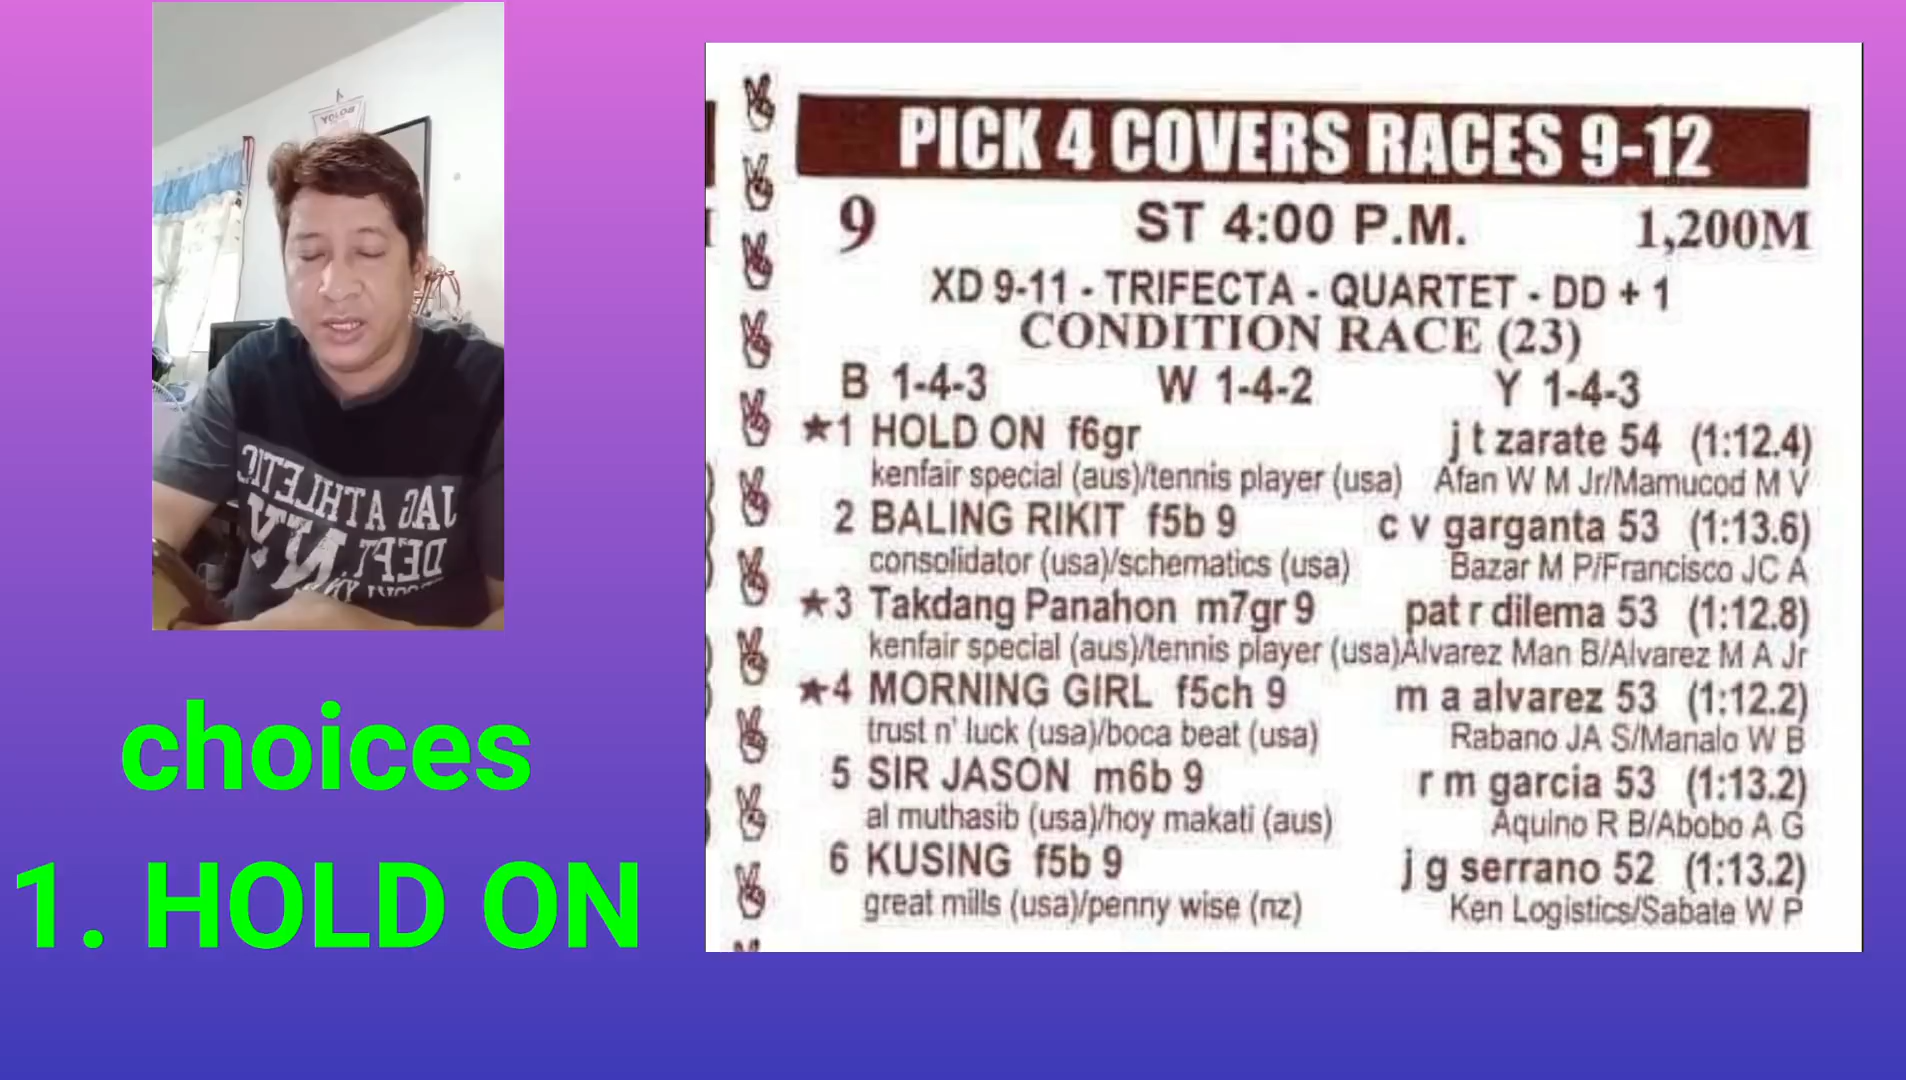 JAG ATHLETIC
DEPT.
NY
choices
1. HOLD ON
PICK 4 COVERS RACES 9-12
9 ST 4:00 P.M. 1,200M
XD 9-11 - TRIFECTA - QUARTET - DD + 1
CONDITION RACE (23)
B 1-4-3 W 1-4-2 Y 1-4-3
★1 HOLD ON f6gr j t zarate 54 (1:12.4)
kenfair special (aus)/tennis player (usa) Afan W M Jr/Mamucod M V
2 BALING RIKIT f5b 9 c v garganta 53 (1:13.6)
consolidator (usa)/schematics (usa) Bazar M P/Francisco JC A
★3 Takdang Panahon m7gr 9 pat r dilema 53 (1:12.8)
kenfair special (aus)/tennis player (usa)Alvarez Man B/Alvarez M A Jr
★4 MORNING GIRL f5ch 9 m a alvarez 53 (1:12.2)
trust n' luck (usa)/boca beat (usa) Rabano JA S/Manalo W B
5 SIR JASON m6b 9 r m garcia 53 (1:13.2)
al muthasib (usa)/hoy makati (aus) Aquino R B/Abobo A G
6 KUSING f5b 9 j g serrano 52 (1:13.2)
great mills (usa)/penny wise (nz) Ken Logistics/Sabate W P